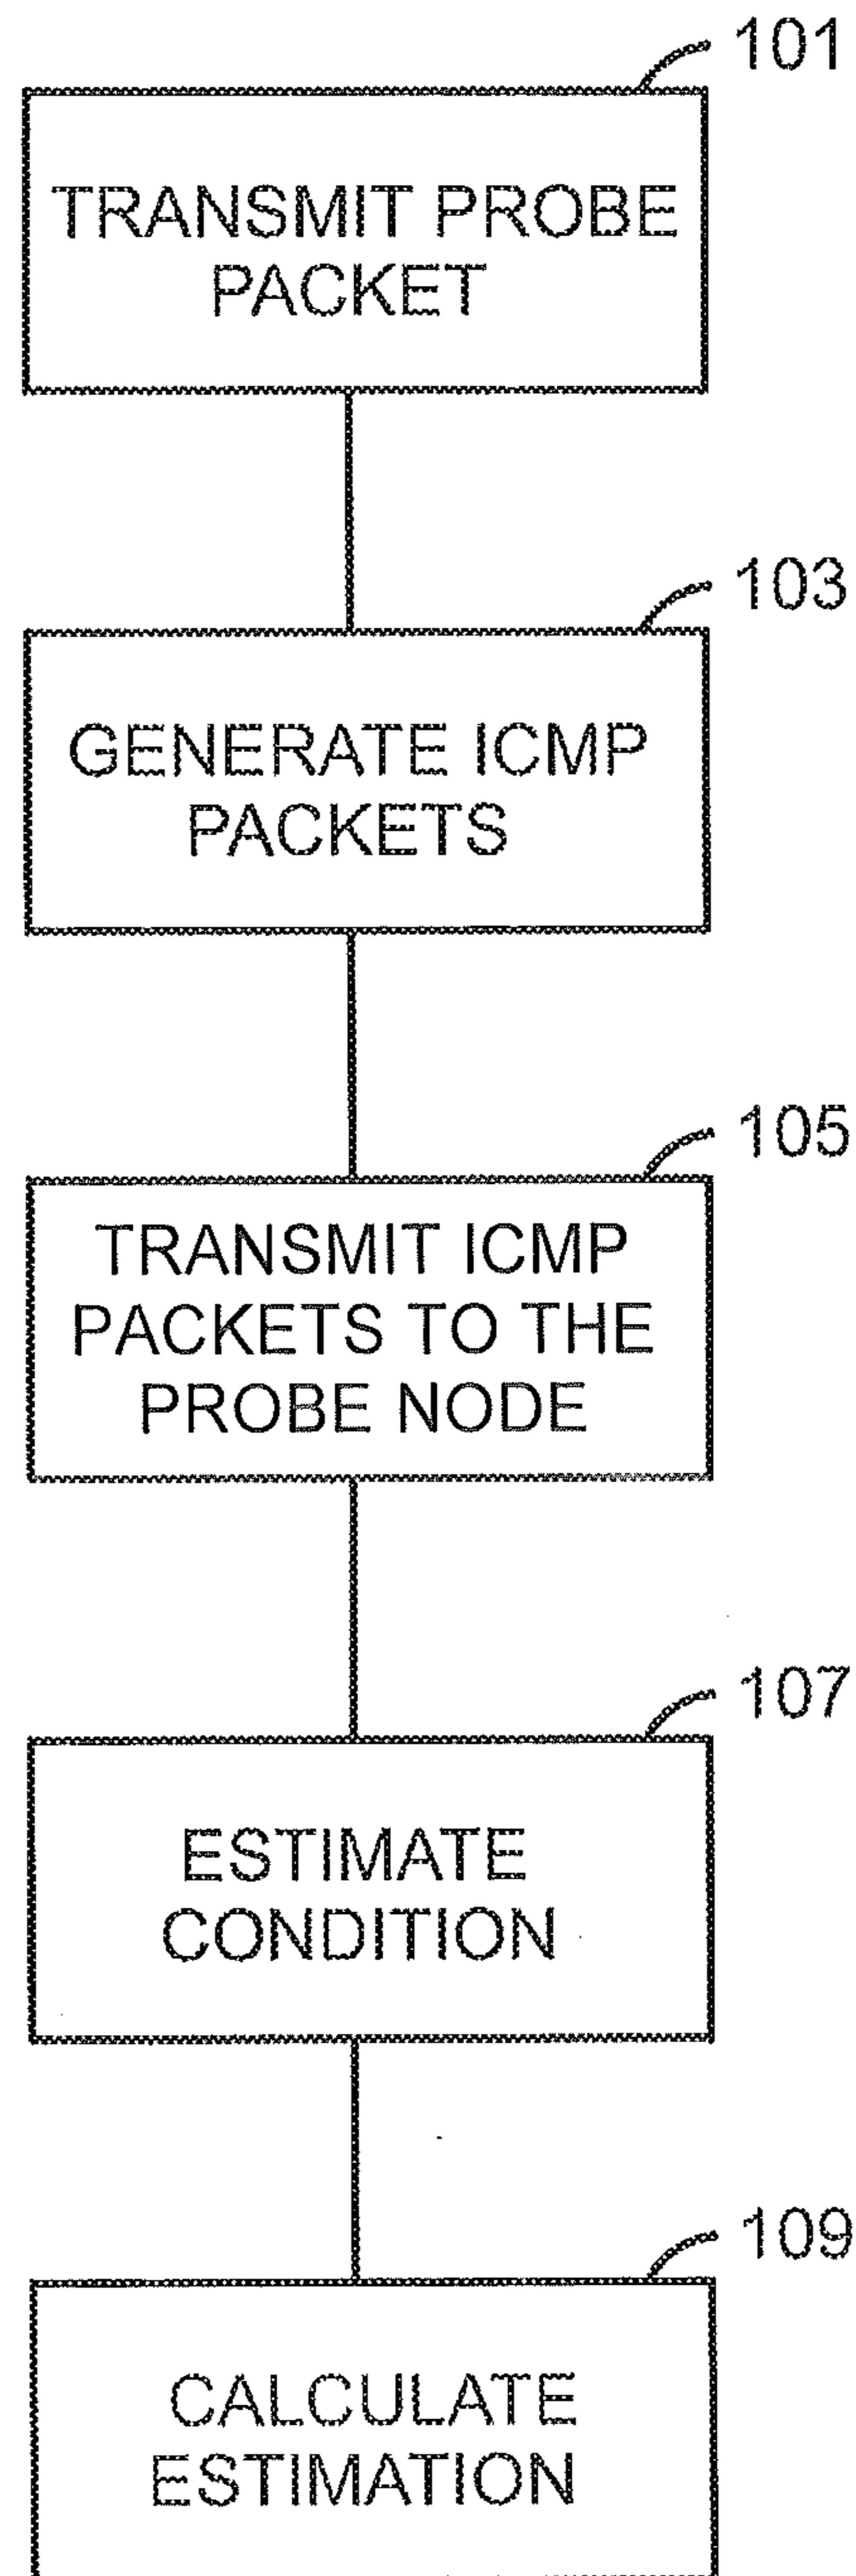 101
TRANSMIT PROBE
PACKET
103
GENERATE ICMP
PACKETS
105
TRANSMIT ICMP
PACKETS TO THE
PROBE NODE
107
ESTIMATE
CONDITION
109
CALCULATE
ESTIMATION